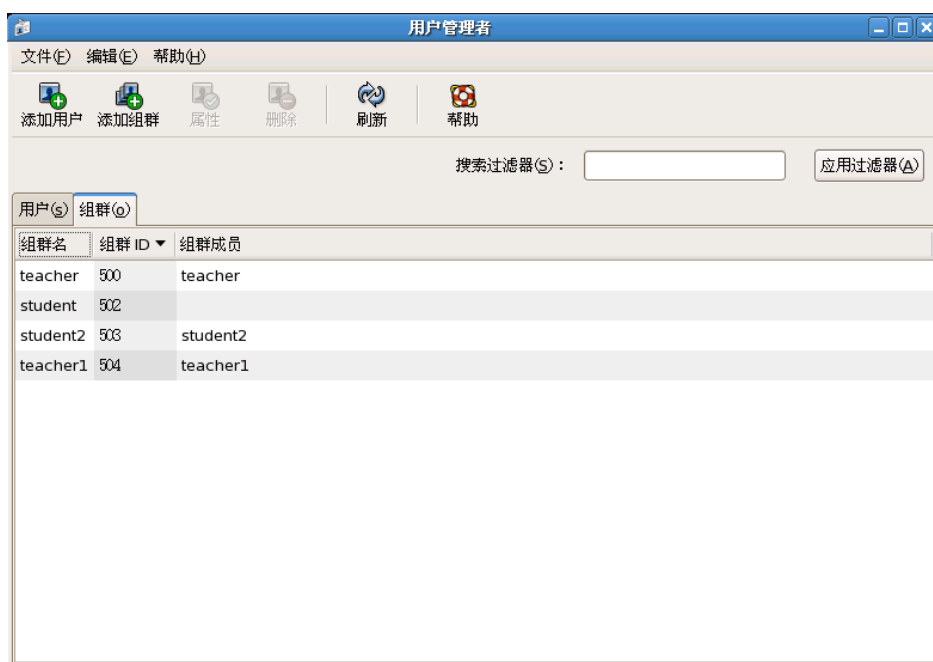 用户管理者
文件(F) 编辑(E) 帮助(H)
添加用户 添加组群 属性 删除 刷新 帮助
搜索过滤器(S)： 应用过滤器(A)
用户(s) 组群(o)
组群名 组群 ID 组群成员
teacher 500 teacher
student 502
student2 503 student2
teacher1 504 teacher1